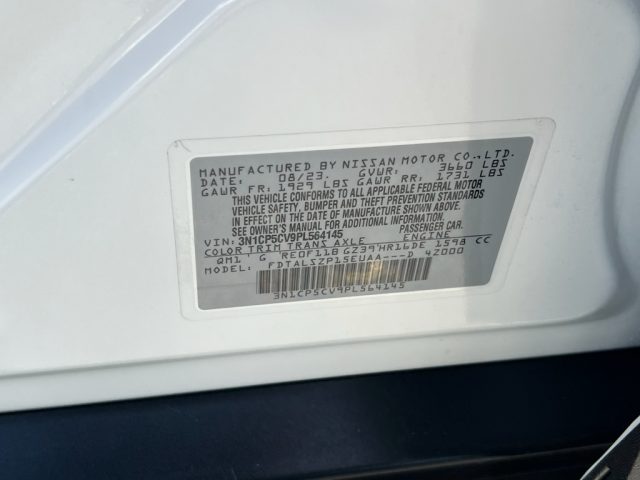 MANUFACTURED BY NISSAN MOTOR CO.,LTD.
DATE: 08/23. GVWR: 3660 LBS
GAWR FR: 1929 LBS GAWR RR: 1731 LBS
THIS VEHICLE CONFORMS TO ALL APPLICABLE FEDERAL MOTOR
VEHICLE SAFETY, BUMPER, AND THEFT PREVENTION STANDARDS
IN EFFECT ON THE DATE OF MANUFACTURE SHOWN ABOVE.
SEE OWNER'S MANUAL
VIN: 3N1CP5CV9PL564145 PASSENGER CAR
COLOR TRIM TRANS AXLE ENGINE
QM1 G RE0F11B GZ39 HR16DE 1598 CC
MODEL: FDTALSZP15EUAA---D 42000
3N1CP5CV9PL564145